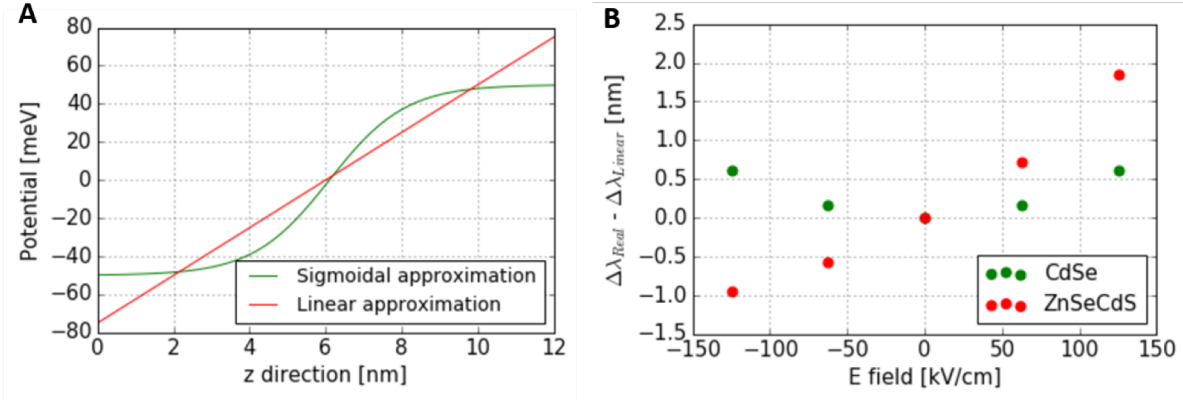 A
80
60
40
20
0
−20
−40
−60
−80
Potential [meV]
0 2 4 6 8 10 12
z direction [nm]
Sigmoidal approximation
Linear approximation
B
2.5
2.0
1.5
1.0
0.5
0.0
−0.5
−1.0
−1.5
Δλ_Real - Δλ_Linear [nm]
−150 −100 −50 0 50 100 150
E field [kV/cm]
CdSe
ZnSeCdS